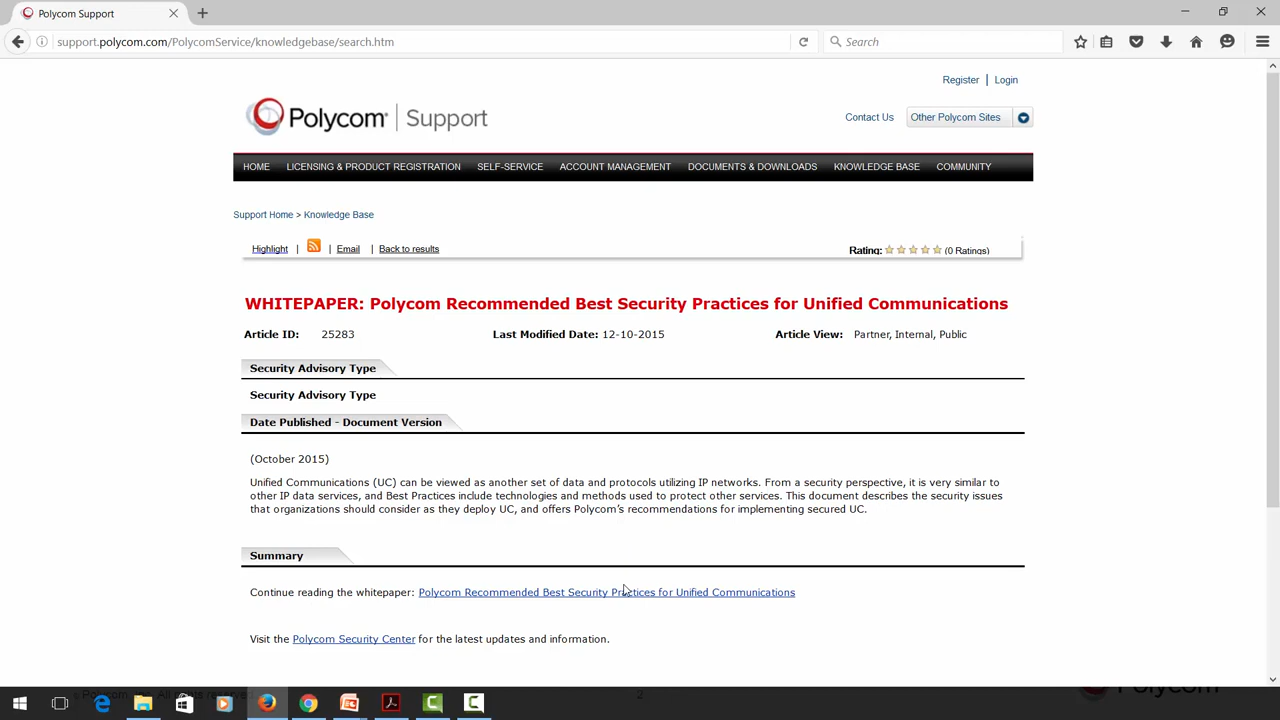 Polycom Support
support.polycom.com/PolycomService/knowledgebase/search.htm
Search
Register | Login
Polycom | Support
Contact Us
Other Polycom Sites
HOME LICENSING & PRODUCT REGISTRATION SELF-SERVICE ACCOUNT MANAGEMENT DOCUMENTS & DOWNLOADS KNOWLEDGE BASE COMMUNITY
Support Home > Knowledge Base
Highlight | | Email | Back to results
Rating: (0 Ratings)
WHITEPAPER: Polycom Recommended Best Security Practices for Unified Communications
Article ID: 25283 Last Modified Date: 12-10-2015 Article View: Partner, Internal, Public
Security Advisory Type
Security Advisory Type
Date Published - Document Version
(October 2015)
Unified Communications (UC) can be viewed as another set of data and protocols utilizing IP networks. From a security perspective, it is very similar to
other IP data services, and Best Practices include technologies and methods used to protect other services. This document describes the security issues
that organizations should consider as they deploy UC, and offers Polycom's recommendations for implementing secured UC.
Summary
Continue reading the whitepaper: Polycom Recommended Best Security Practices for Unified Communications
Visit the Polycom Security Center for the latest updates and information.
© Polycom, Inc. All rights reserved.
2